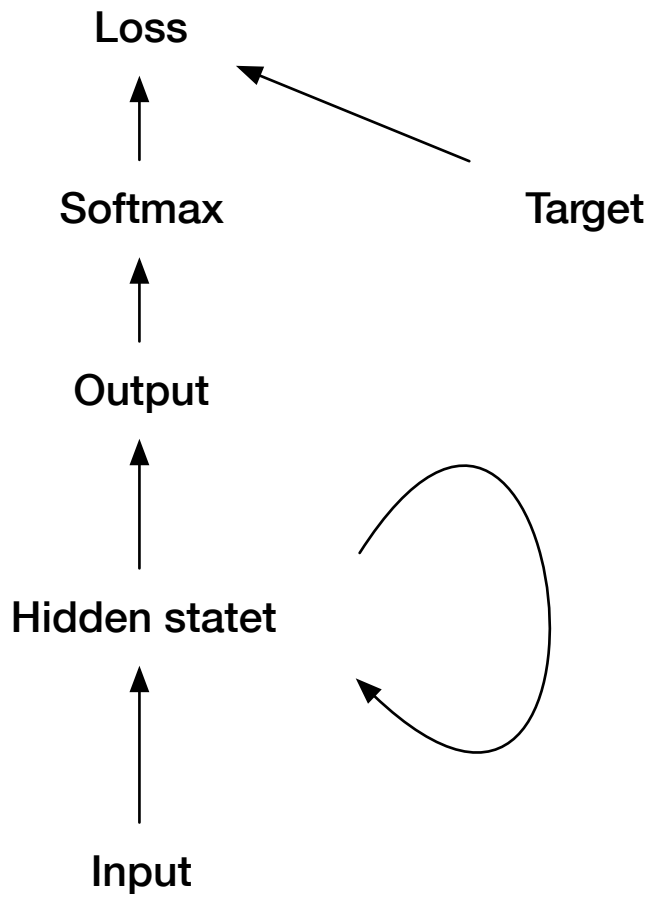 Loss
Softmax
Target
Output
Hidden statet
Input